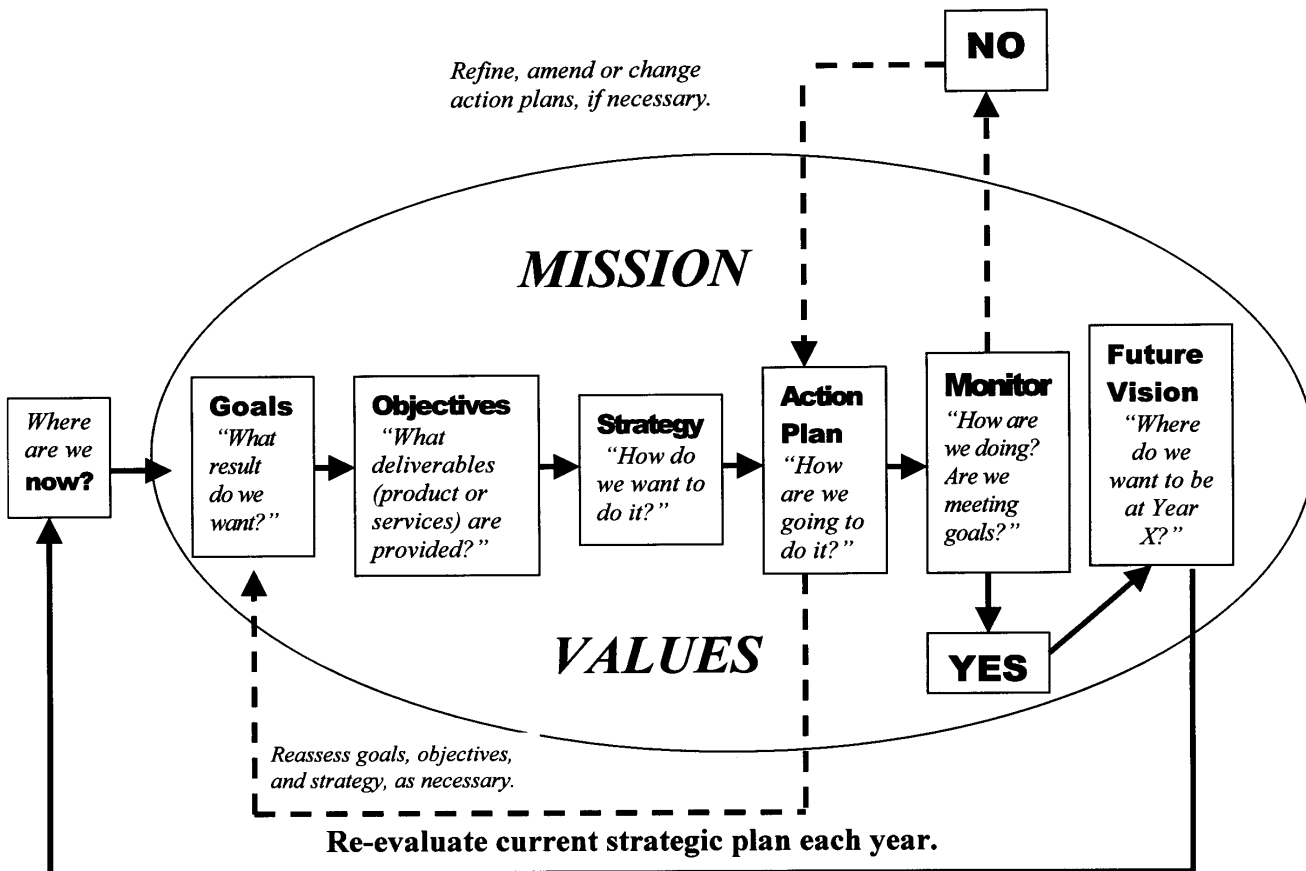 NO
Refine, amend or change
action plans, if necessary.
MISSION
Where
are we
now?
Goals
“What
result
do we
want?”
Objectives
“What
deliverables
(product or
services) are
provided?”
Strategy
“How do
we want to
do it?”
Action
Plan
“How
are we
going to
do it?”
Monitor
“How are
we doing?
Are we
meeting
goals?”
Future
Vision
“Where
do we
want to be
at Year
X?”
YES
VALUES
Reassess goals, objectives,
and strategy, as necessary.
Re-evaluate current strategic plan each year.